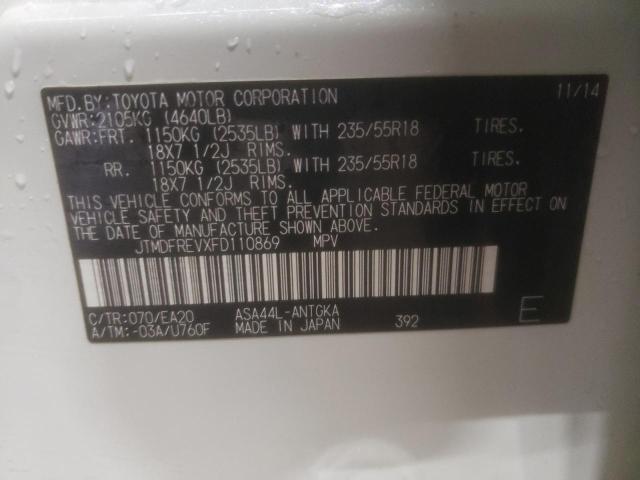 MFD.BY:TOYOTA MOTOR CORPORATION 11/14
GVWR:2105KG (4640LB)
GAWR:FRT. 1150KG (2535LB) WITH 235/55R18 TIRES.
18X7 1/2J RIMS.
RR. 1150KG (2535LB) WITH 235/55R18 TIRES.
18X7 1/2J RIMS.
THIS VEHICLE CONFORMS TO ALL APPLICABLE FEDERAL MOTOR
VEHICLE SAFETY AND THEFT PREVENTION STANDARDS IN EFFECT ON
THE DATE OF MANUFACTURE SHOWN ABOVE.
JTMDFREVXFD110869 MPV
C/TR:070/EA20 ASA44L-ANTGKA
A/TM:-03A/U760F MADE IN JAPAN 392 E